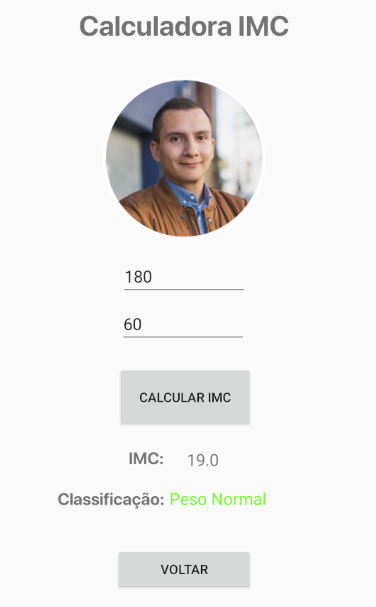 Calculadora IMC
180
60
CALCULAR IMC
IMC: 19.0
Classificação: Peso Normal
VOLTAR